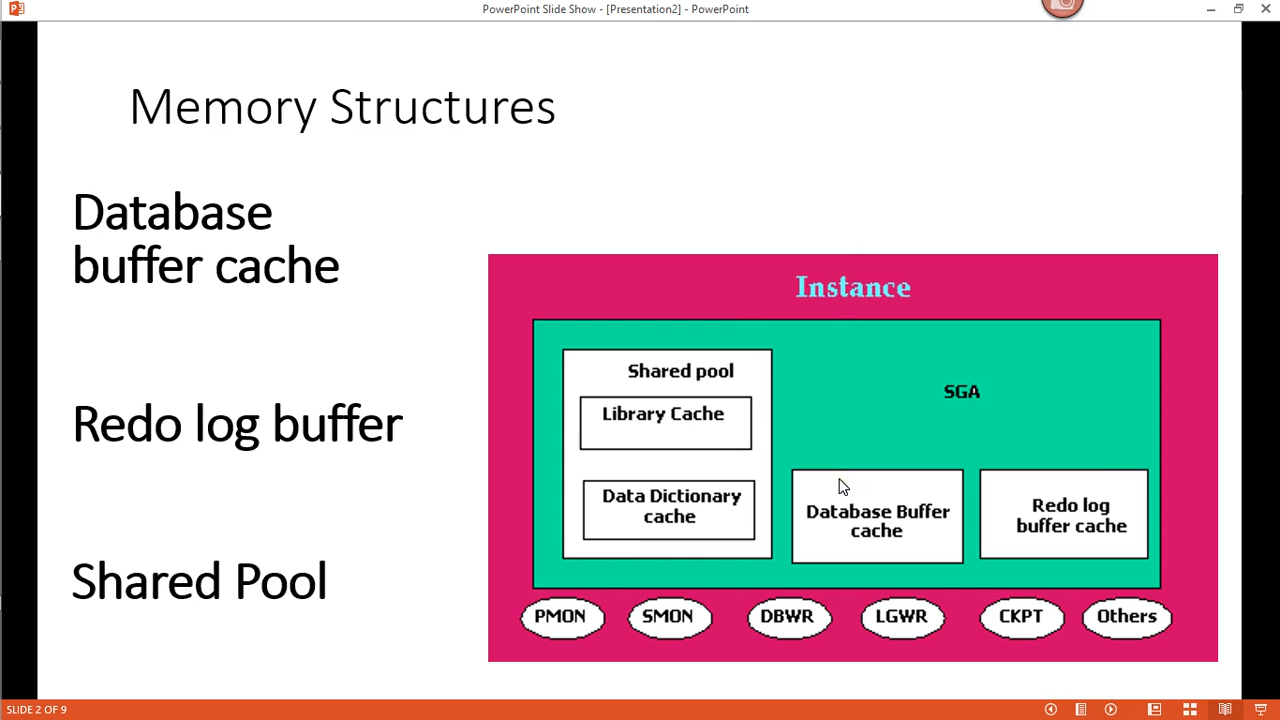 PowerPoint Slide Show - [Presentation2] - PowerPoint
Memory Structures
Database
buffer cache
Redo log buffer
Shared Pool
Instance
Shared pool
Library Cache
Data Dictionary
cache
SGA
Database Buffer
cache
Redo log
buffer cache
PMON
SMON
DBWR
LGWR
CKPT
Others
SLIDE 2 OF 9